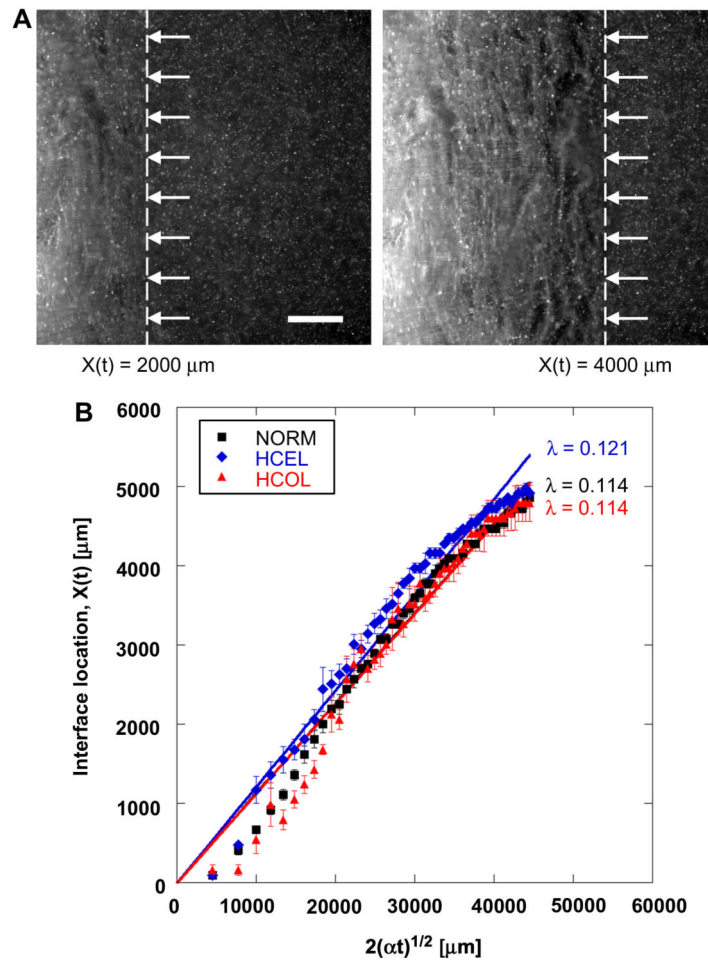 A
X(t) = 2000 μm
X(t) = 4000 μm
B
6000
5000
4000
3000
2000
1000
0
Interface location, X(t) [μm]
NORM
HCEL
HCOL
λ = 0.121
λ = 0.114
λ = 0.114
0 10000 20000 30000 40000 50000 60000
2(αt)^1/2 [μm]